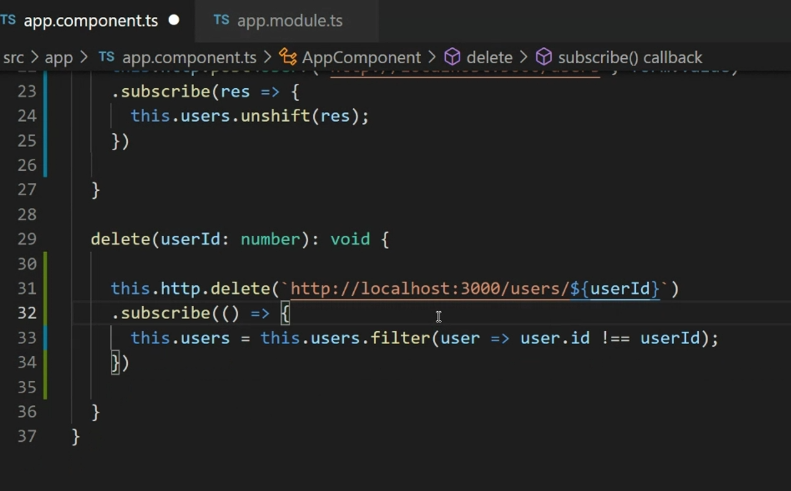 TS app.component.ts ● TS app.module.ts
src > app > TS app.component.ts > AppComponent > delete > subscribe() callback
23 .subscribe(res => {
24 this.users.unshift(res);
25 })
26
27 }
28
29 delete(userId: number): void {
30
31 this.http.delete(`http://localhost:3000/users/${userId}`)
32 .subscribe(() => {
33 this.users = this.users.filter(user => user.id !== userId);
34 })
35
36 }
37 }